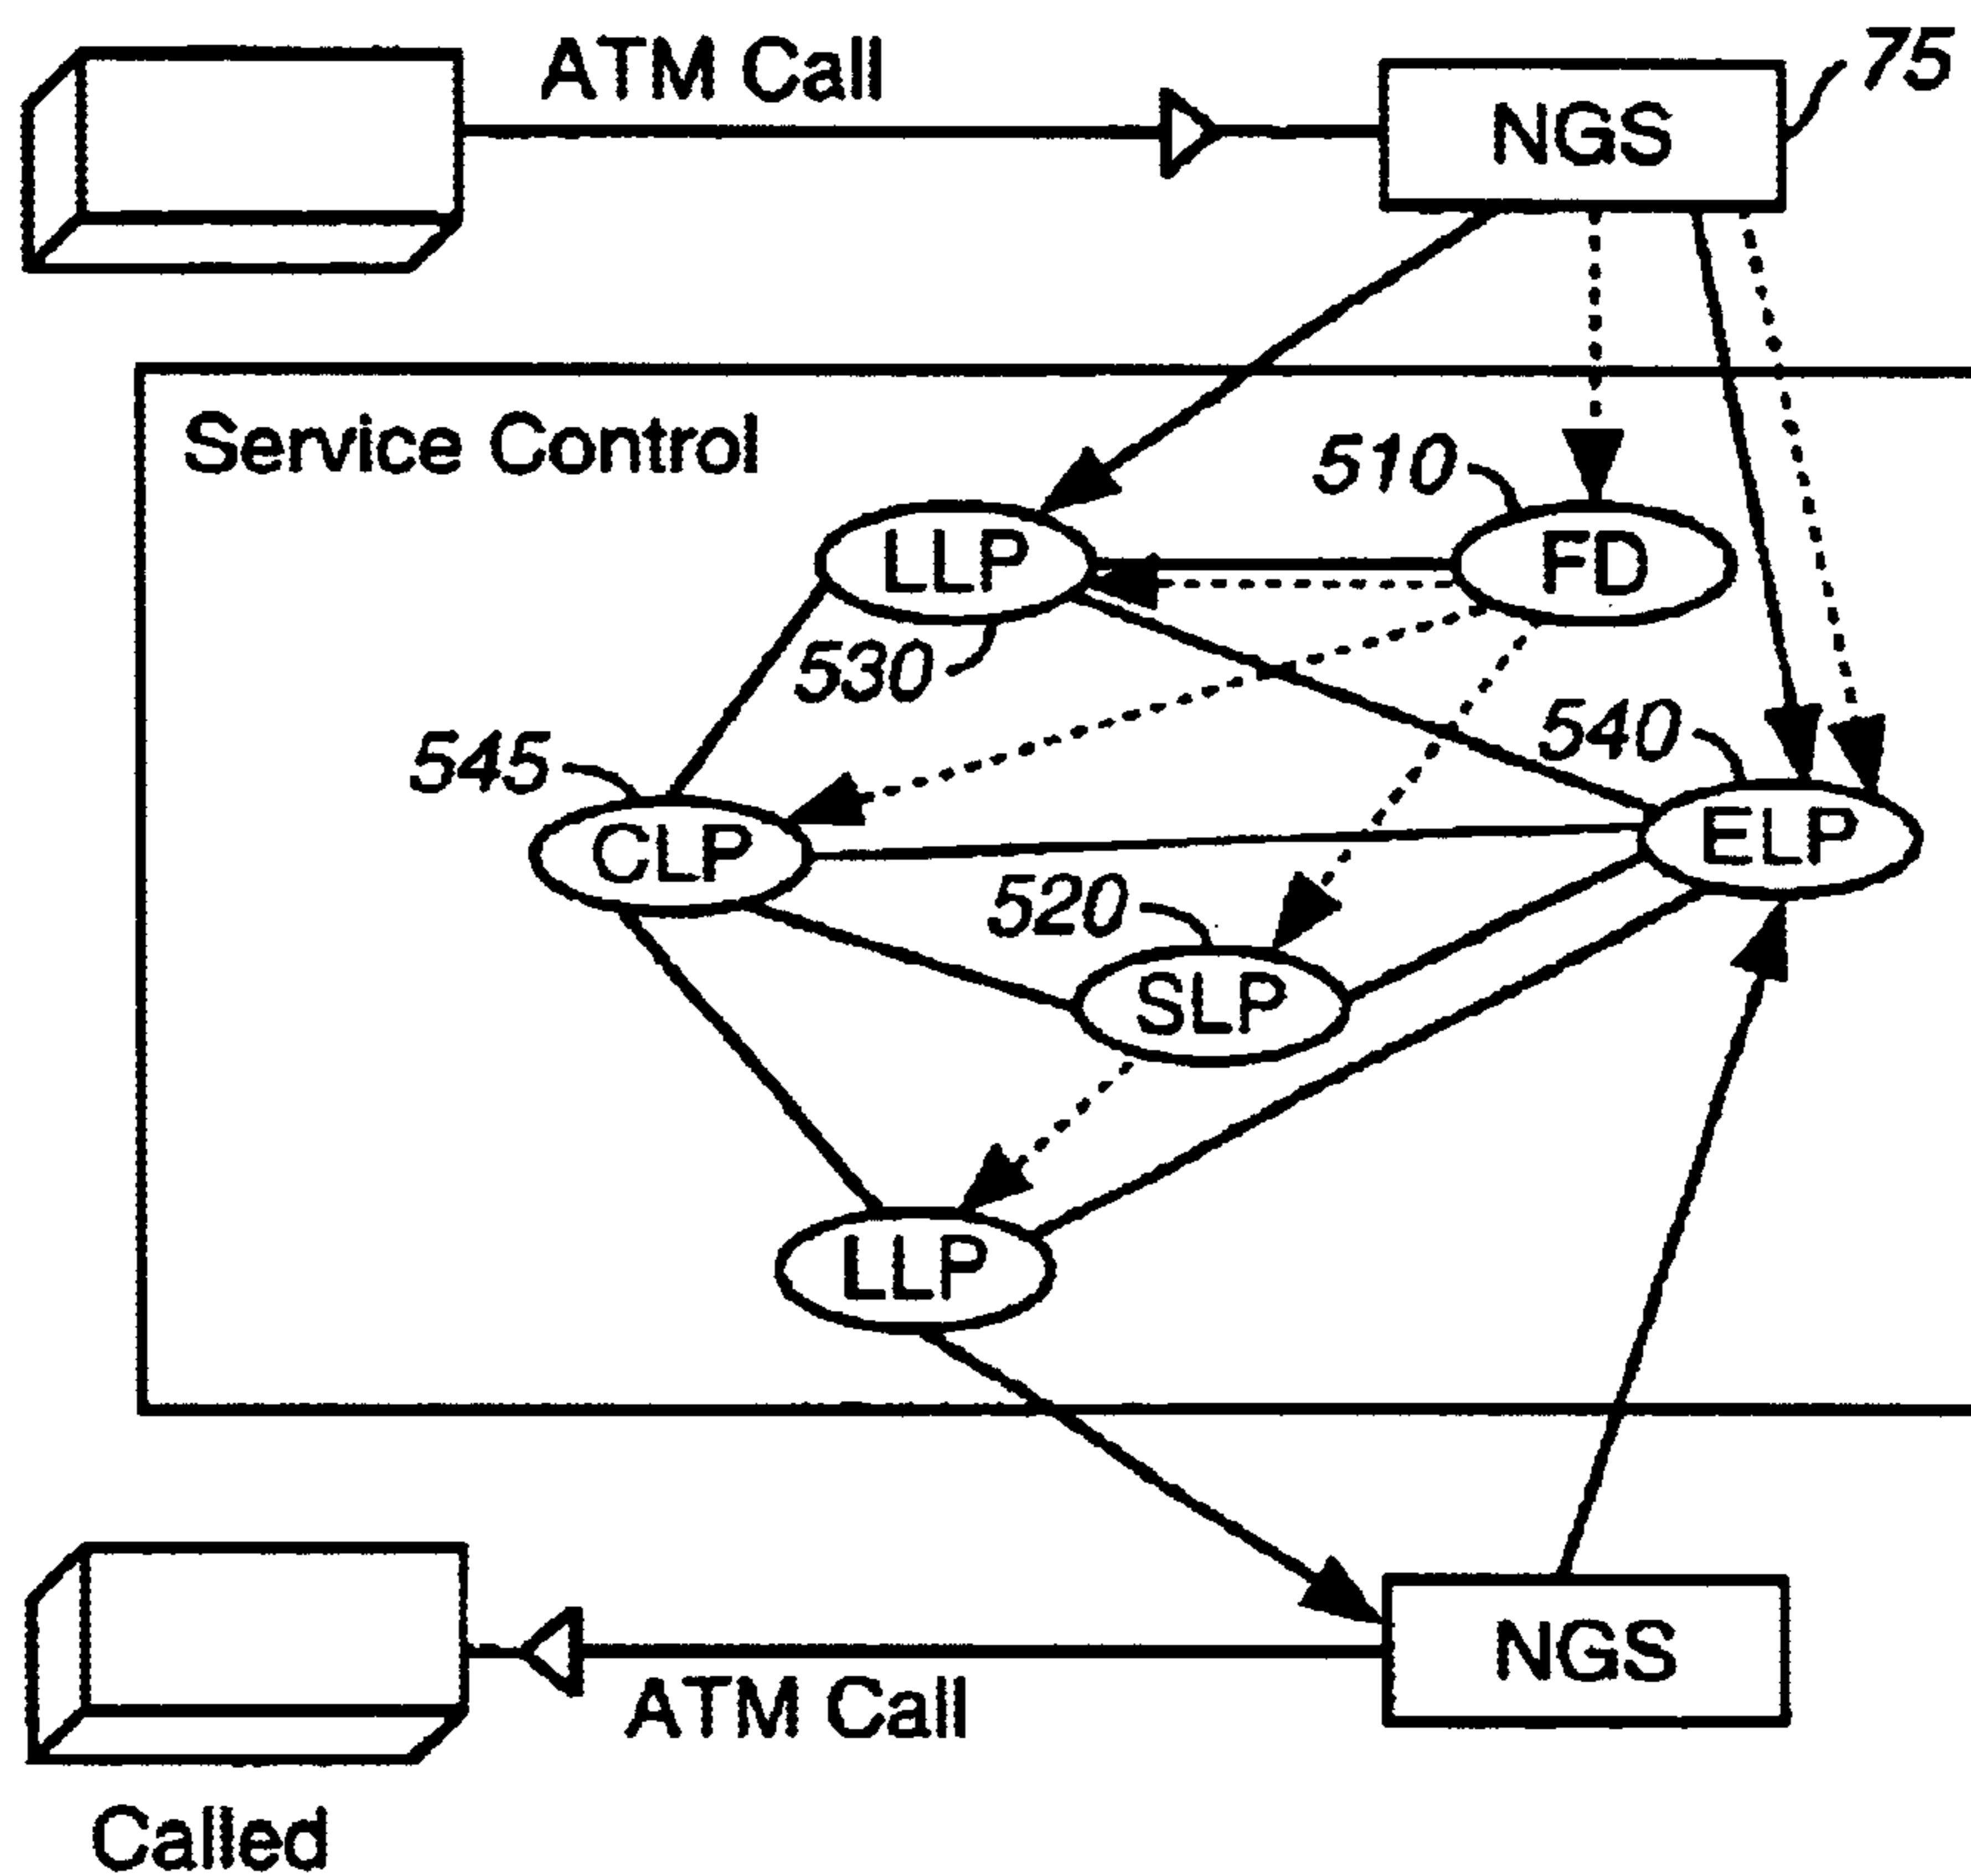 ATM Call
75
NGS
Service Control
510
LLP
FD
530
540
545
CLP
ELP
520
SLP
LLP
NGS
ATM Call
Called